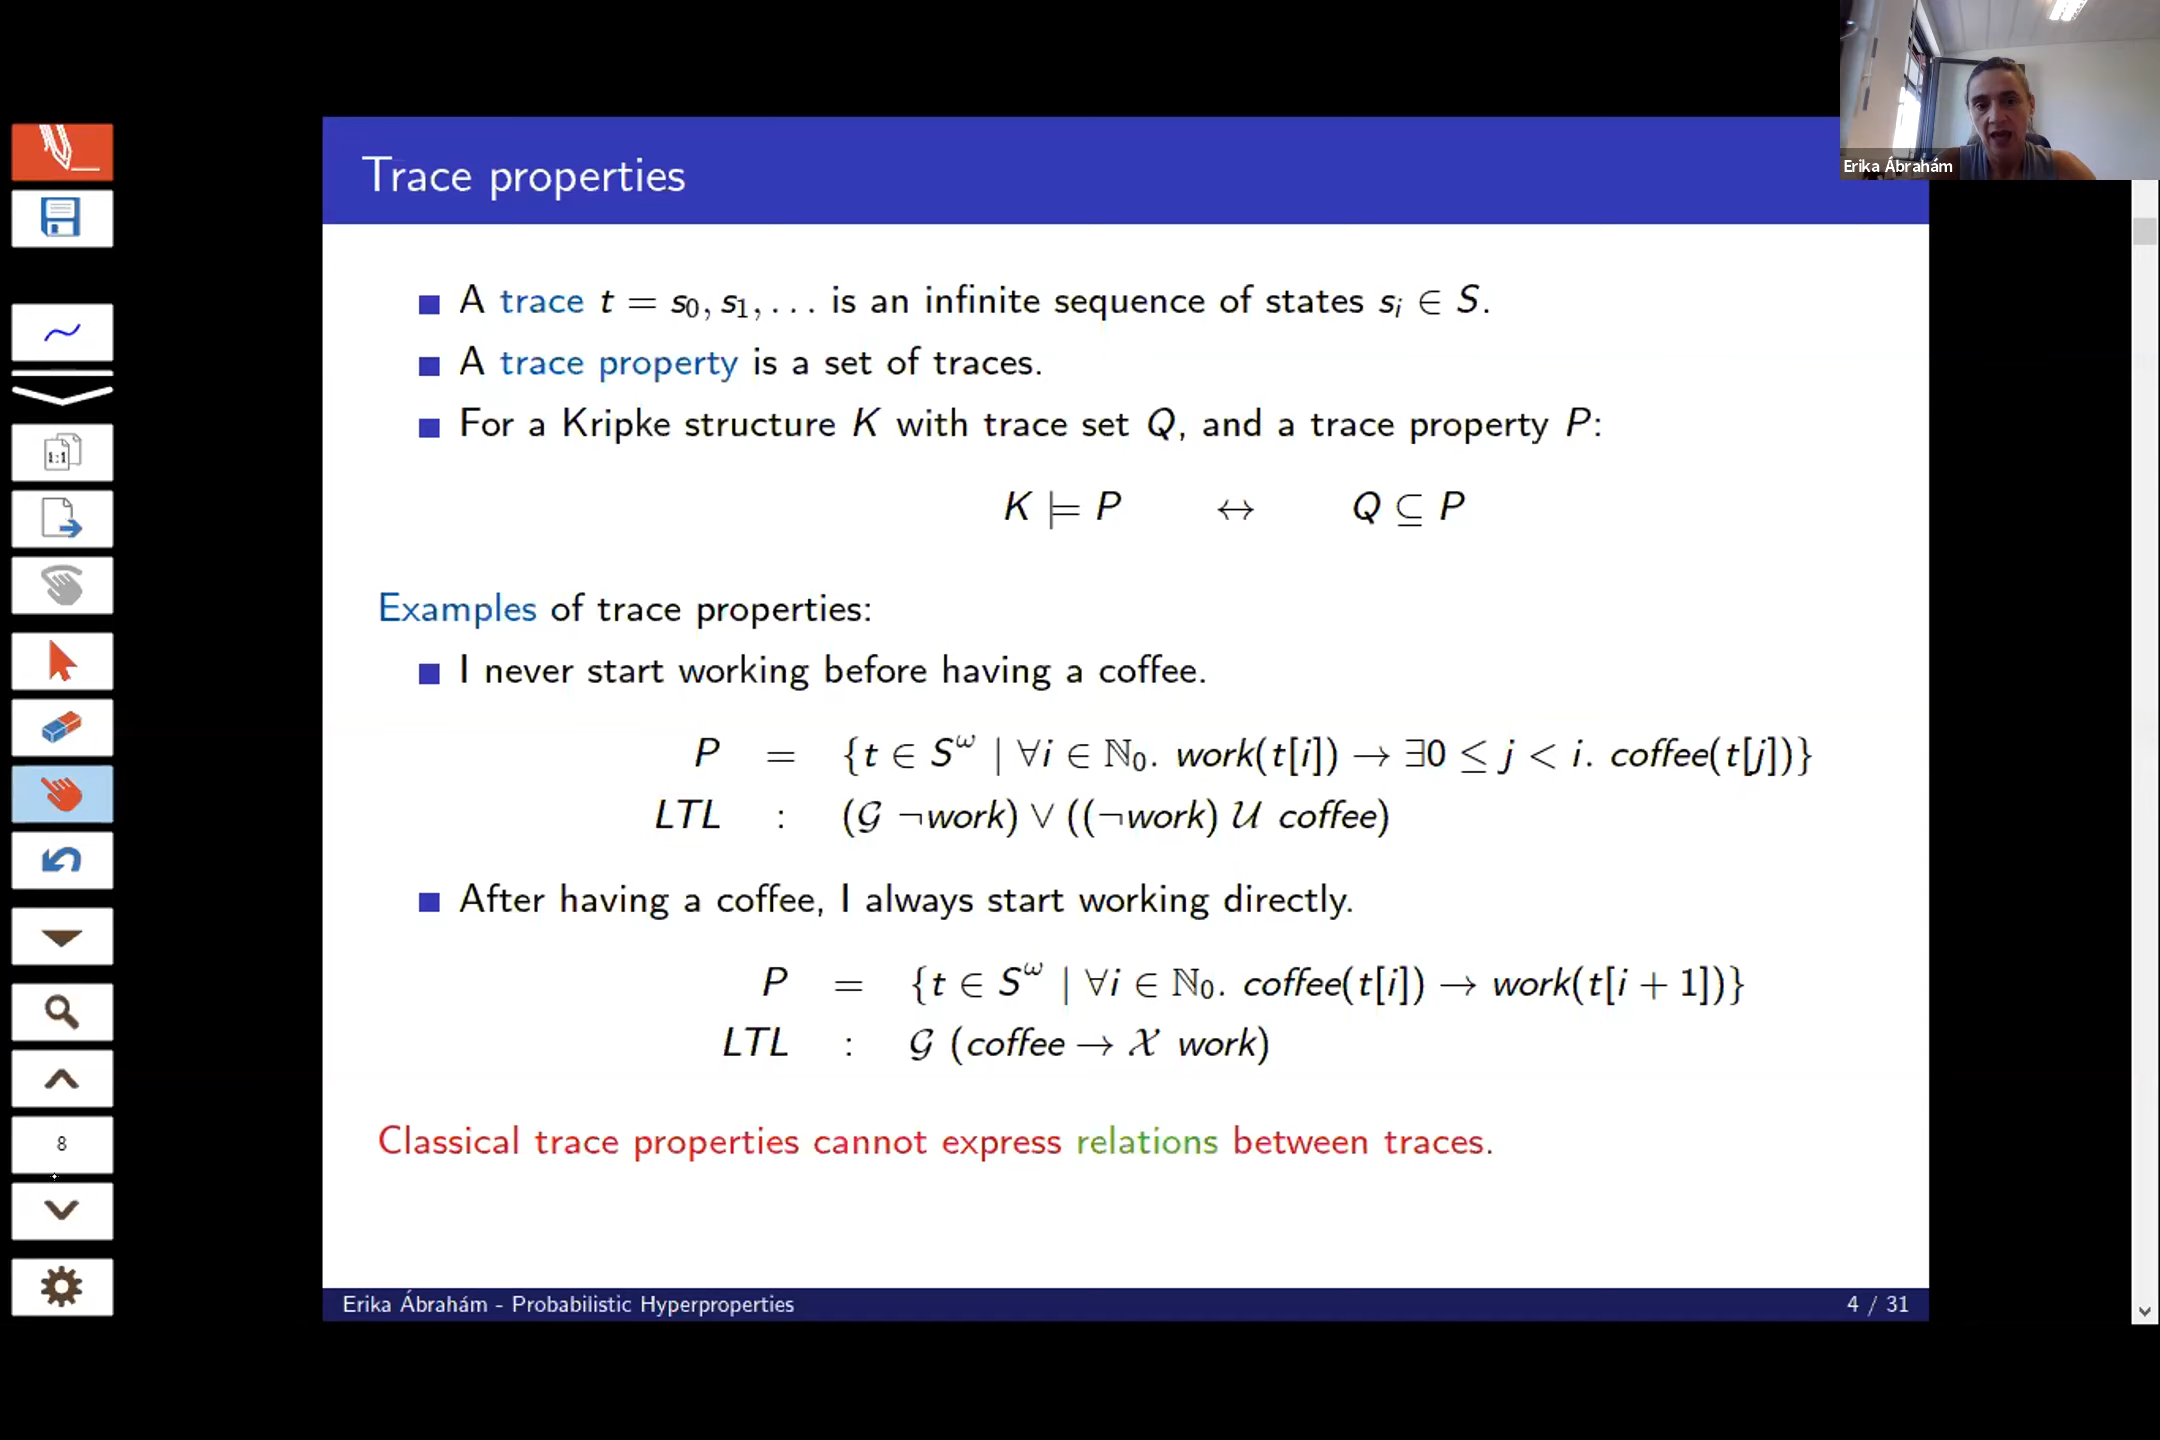 Erika Ábrahám
Trace properties
A trace t = s₀, s₁, . . . is an infinite sequence of states sᵢ ∈ S.
A trace property is a set of traces.
For a Kripke structure K with trace set Q, and a trace property P:
K ⊨ P ↔ Q ⊆ P
Examples of trace properties:
I never start working before having a coffee.
P = {t ∈ S^ω | ∀i ∈ ℕ₀. work(t[i]) → ∃0 ≤ j < i. coffee(t[j])}
LTL : (𝒢 ¬work) ∨ ((¬work) 𝒰 coffee)
After having a coffee, I always start working directly.
P = {t ∈ S^ω | ∀i ∈ ℕ₀. coffee(t[i]) → work(t[i + 1])}
LTL : 𝒢 (coffee → 𝒳 work)
Classical trace properties cannot express relations between traces.
Erika Ábrahám - Probabilistic Hyperproperties 4 / 31
1:1
8